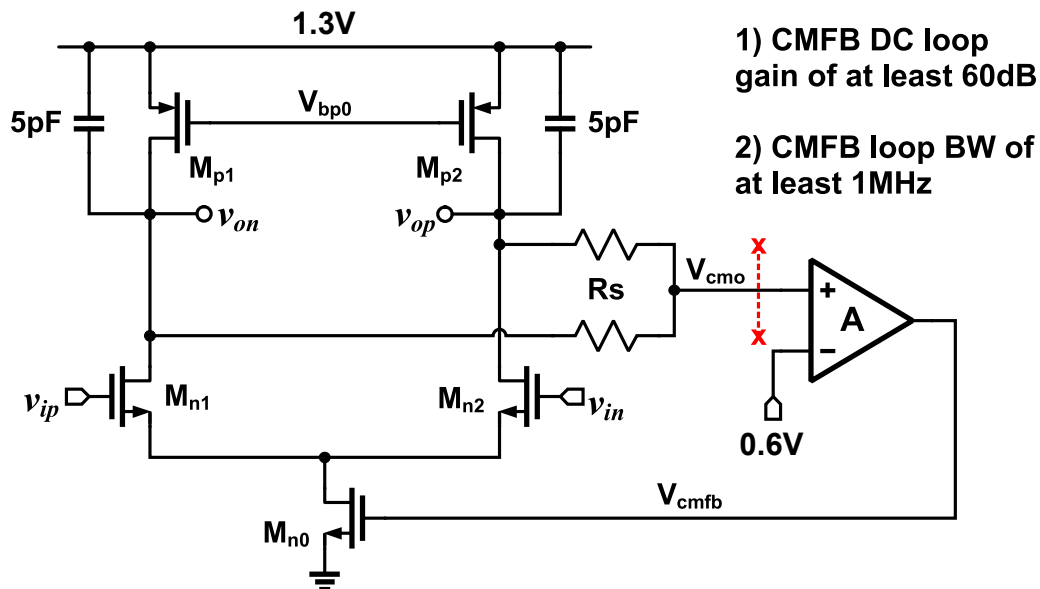 1.3V
1) CMFB DC loop
gain of at least 60dB
5pF
Vbp0
5pF
Mp1
Mp2
2) CMFB loop BW of
at least 1MHz
von
vop
Vcmo
x
Rs
+
A
x
−
vip
Mn1
Mn2
vin
0.6V
Vcmfb
Mn0